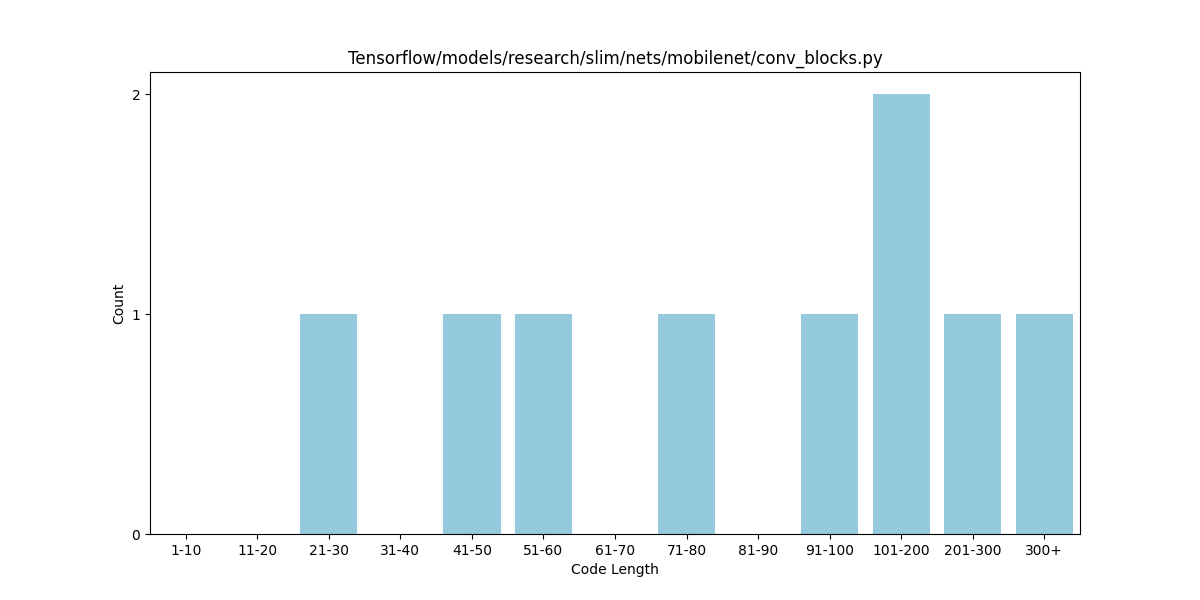 Tensorflow/models/research/slim/nets/mobilenet/conv_blocks.py
2
1
0
Count
1-10 11-20 21-30 31-40 41-50 51-60 61-70 71-80 81-90 91-100 101-200 201-300 300+
Code Length